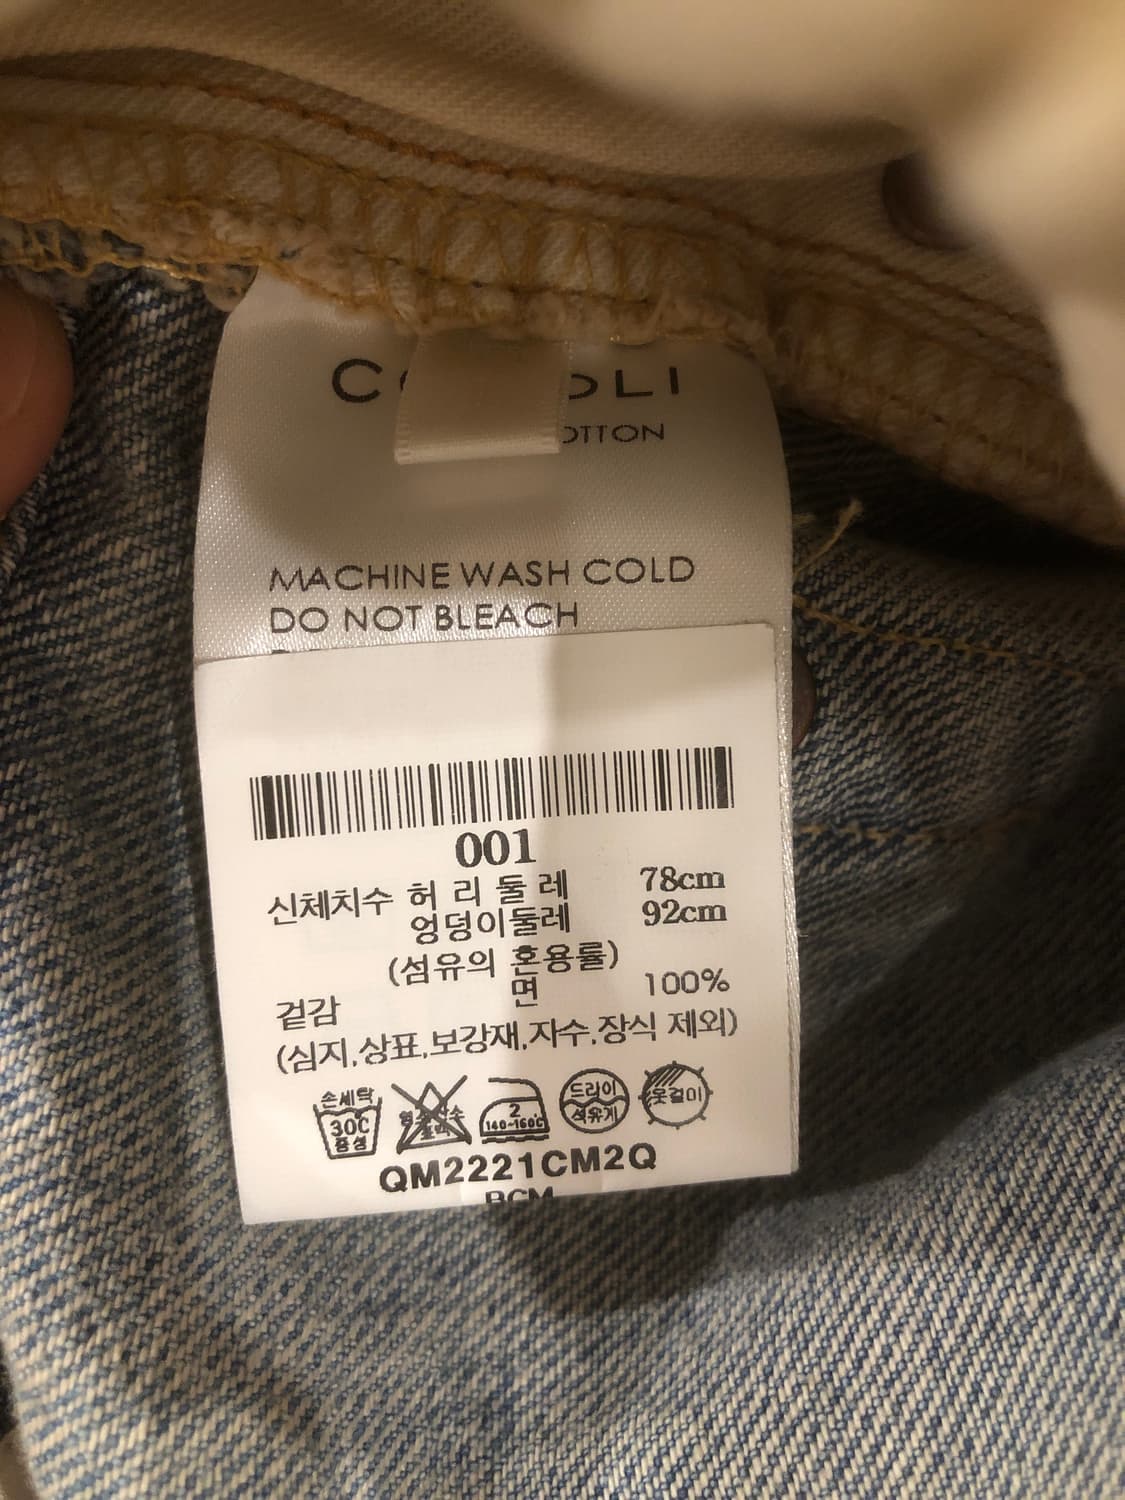 MACHINE WASH COLD
DO NOT BLEACH
001
신체치수 허 리 둘 레 78cm
엉덩이둘레 92cm
(섬유의 혼용률)
겉감 면 100%
(심지,상표,보강재,자수,장식 제외)
손세탁
30℃
중성
2
140~160℃
드라이
석유계
옷걸이
QM2221CM2Q